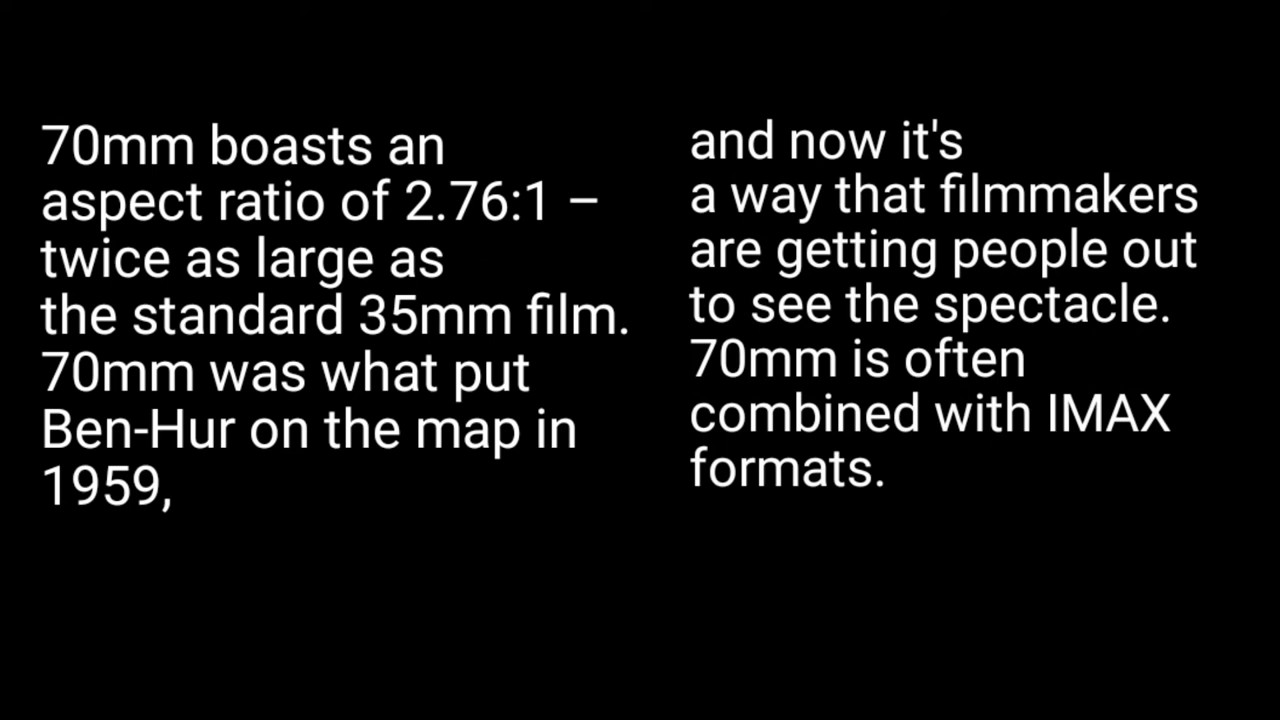 70mm boasts an
aspect ratio of 2.76:1 –
twice as large as
the standard 35mm film.
70mm was what put
Ben-Hur on the map in
1959,
and now it's
a way that filmmakers
are getting people out
to see the spectacle.
70mm is often
combined with IMAX
formats.